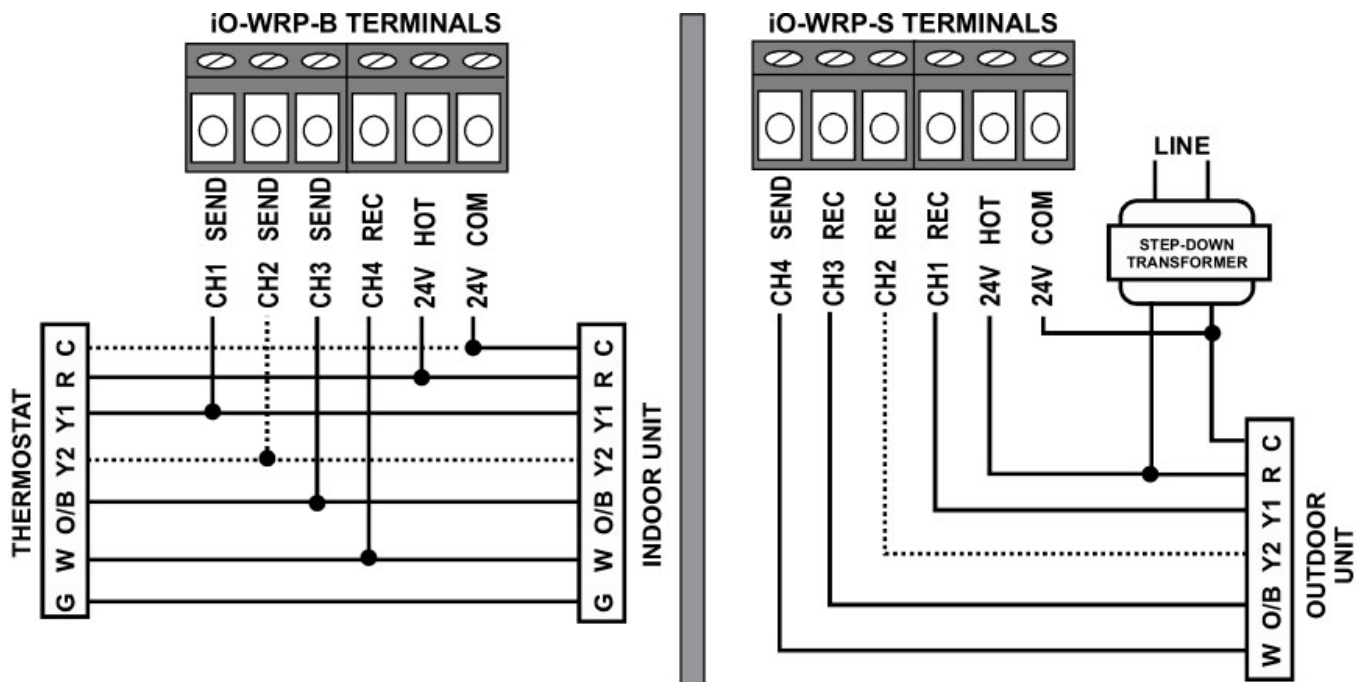 iO-WRP-B TERMINALS
CH1 SEND
CH2 SEND
CH3 SEND
CH4 REC
24V HOT
24V COM
THERMOSTAT
C
R
Y1
Y2
O/B
W
G
C
R
Y1
Y2
O/B
W
G
INDOOR UNIT
iO-WRP-S TERMINALS
CH4 SEND
CH3 REC
CH2 REC
CH1 REC
24V HOT
24V COM
LINE
STEP-DOWN
TRANSFORMER
C
R
Y1
Y2
O/B
W
OUTDOOR
UNIT